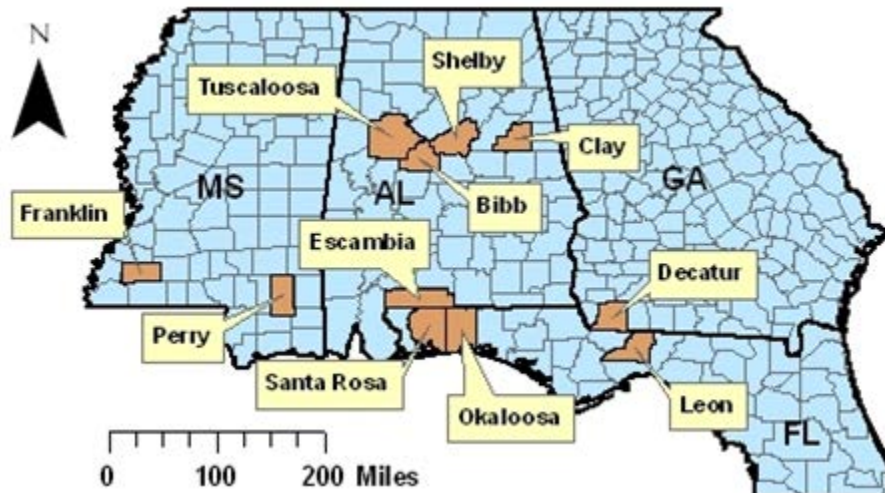 N
Shelby
Tuscaloosa
Clay
MS
AL
GA
Franklin
Bibb
Escambia
Decatur
Perry
Santa Rosa
Okaloosa
Leon
FL
0 100 200 Miles